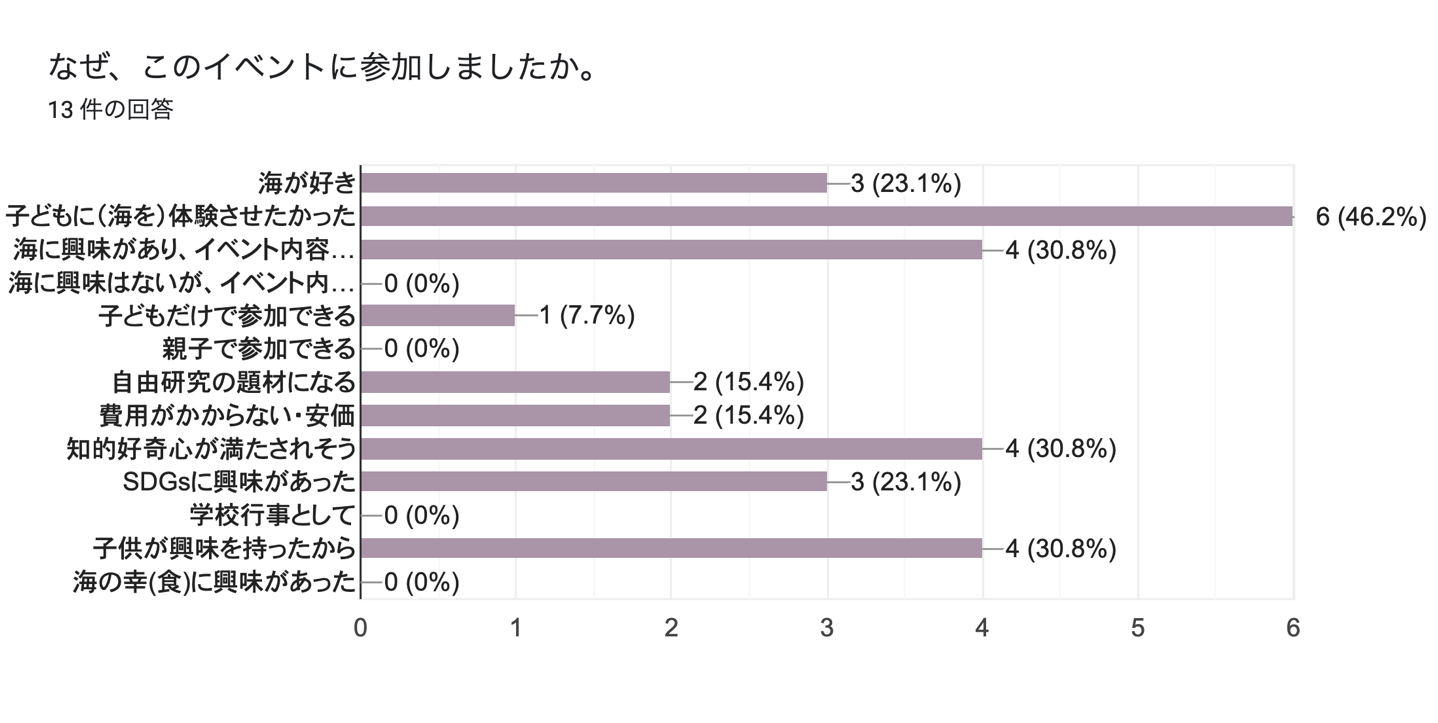 なぜ、このイベントに参加しましたか。
13 件の回答
海が好き 3 (23.1%)
子どもに（海を）体験させたかった 6 (46.2%)
海に興味があり、イベント内容… 4 (30.8%)
海に興味はないが、イベント内… 0 (0%)
子どもだけで参加できる 1 (7.7%)
親子で参加できる 0 (0%)
自由研究の題材になる 2 (15.4%)
費用がかからない・安価 2 (15.4%)
知的好奇心が満たされそう 4 (30.8%)
SDGsに興味があった 3 (23.1%)
学校行事として 0 (0%)
子供が興味を持ったから 4 (30.8%)
海の幸(食)に興味があった 0 (0%)
0 1 2 3 4 5 6